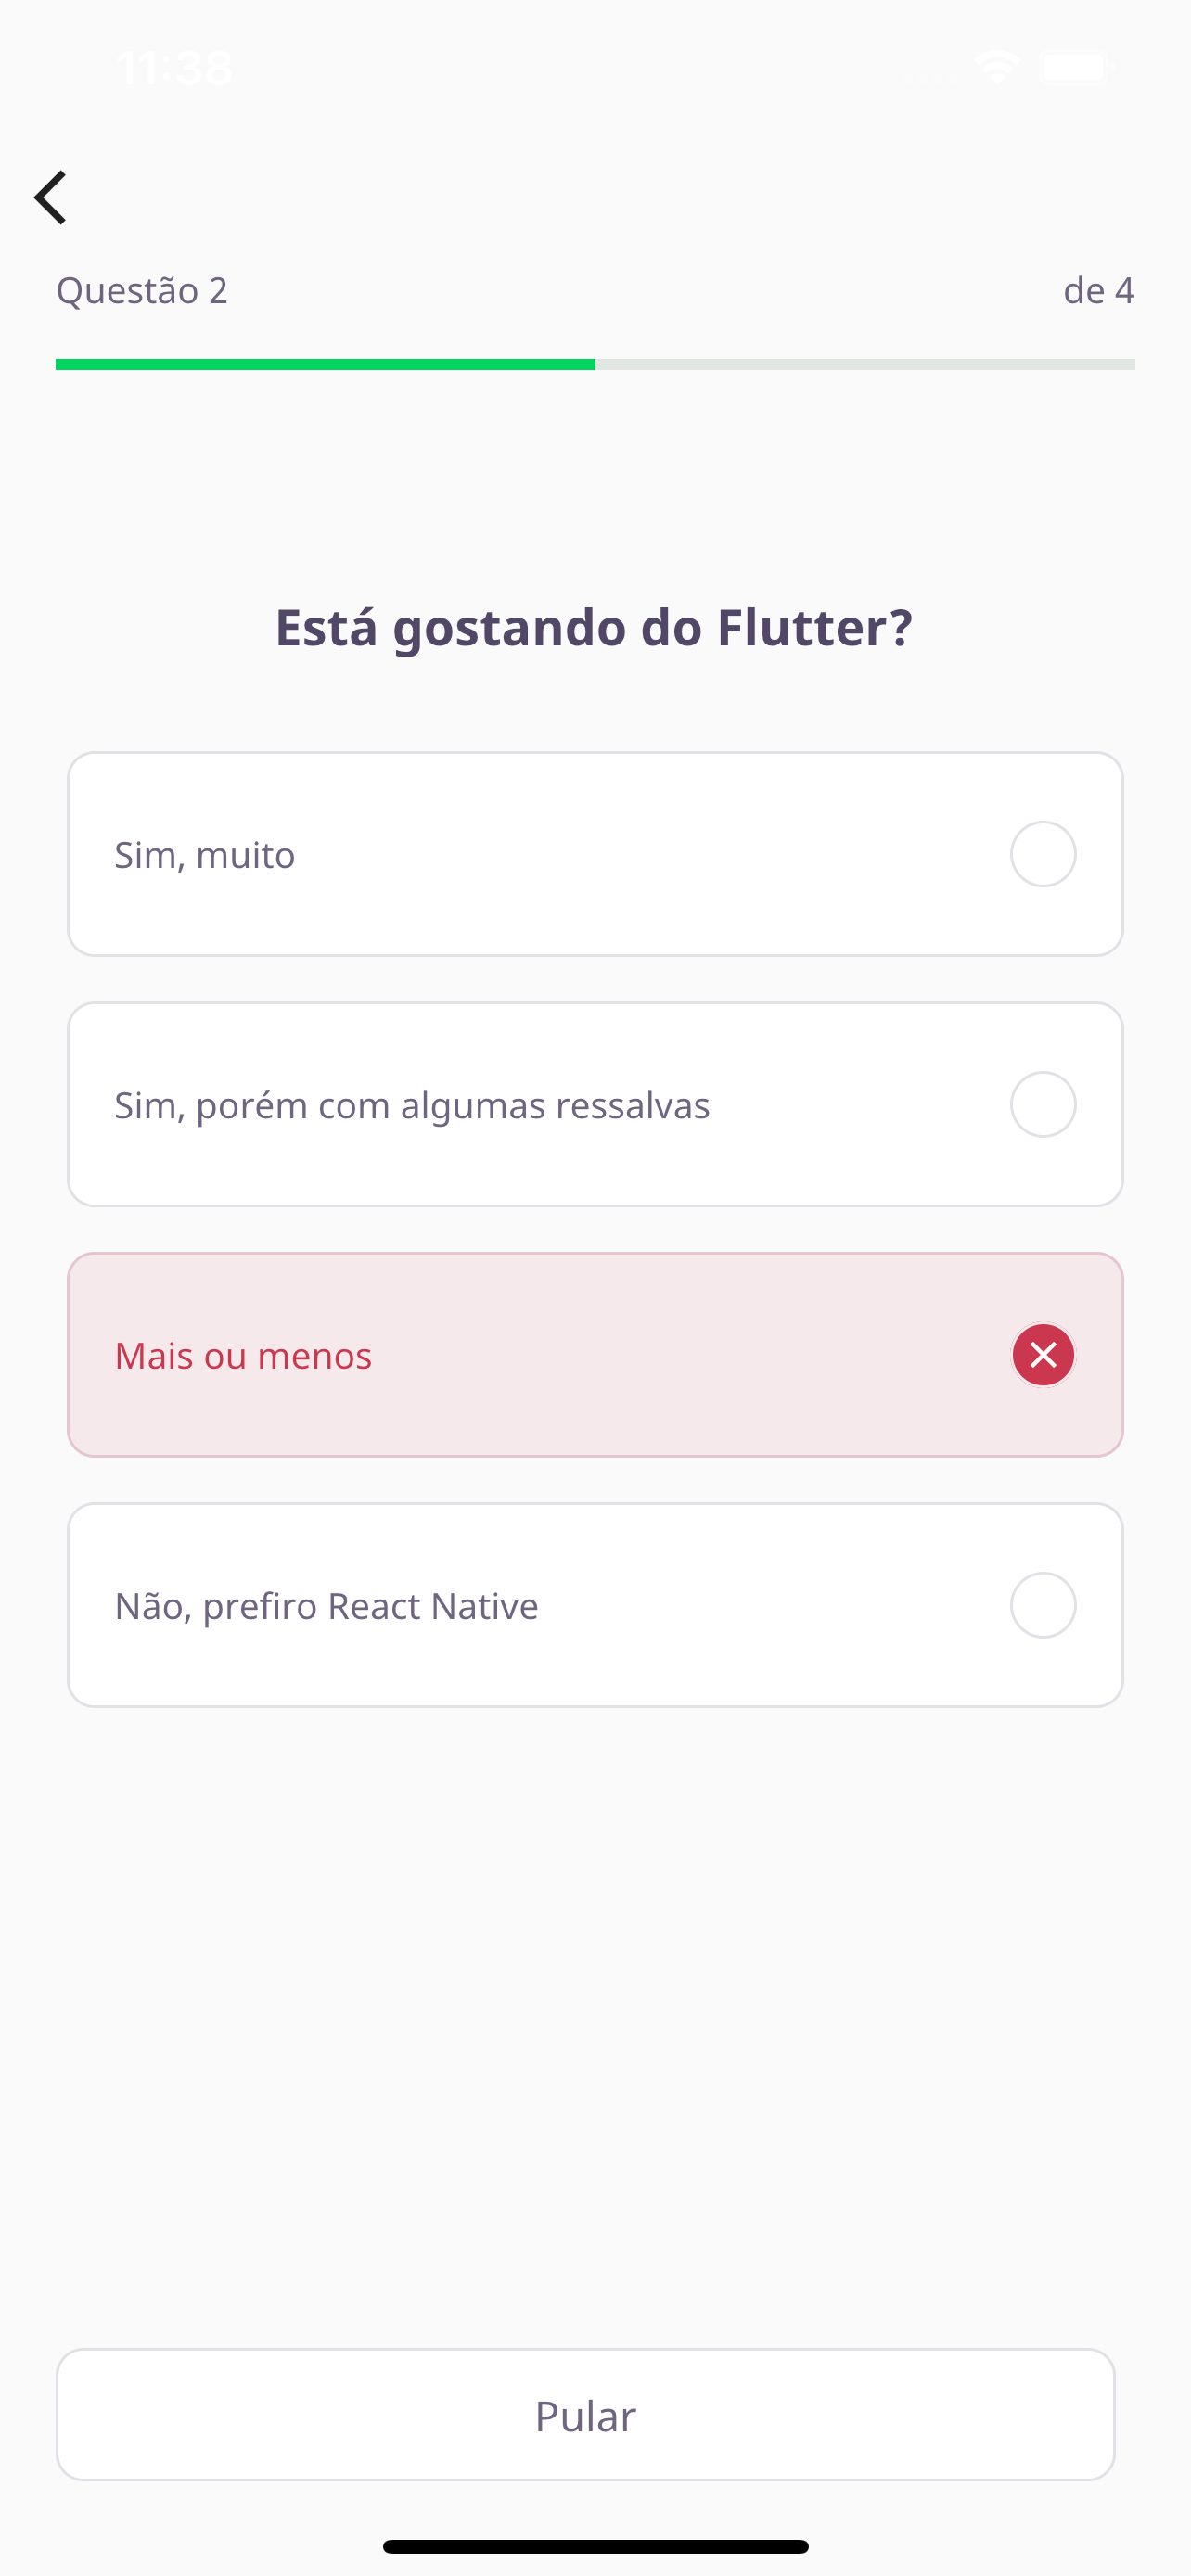 11:38
Questão 2
de 4
Está gostando do Flutter?
Sim, muito
Sim, porém com algumas ressalvas
Mais ou menos
Não, prefiro React Native
Pular